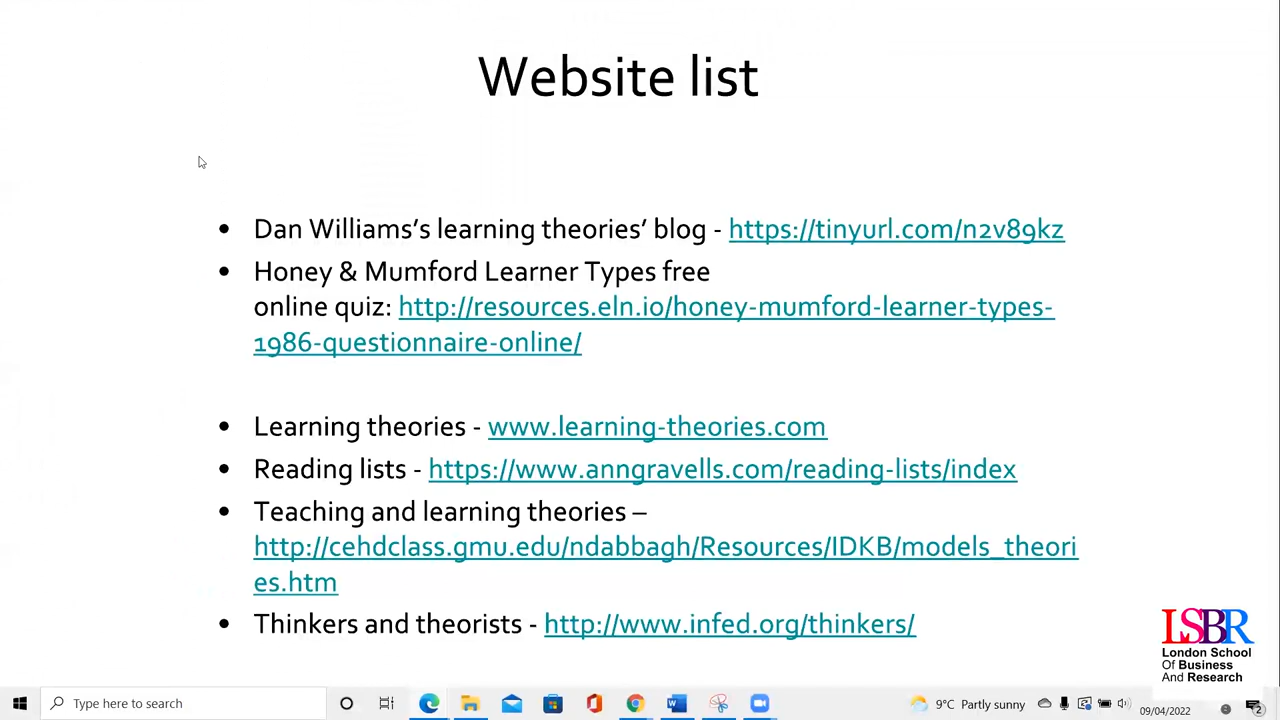 Website list
• Dan Williams's learning theories' blog - https://tinyurl.com/n2v89kz
• Honey & Mumford Learner Types free
online quiz: http://resources.eln.io/honey-mumford-learner-types-
1986-questionnaire-online/
• Learning theories - www.learning-theories.com
• Reading lists - https://www.anngravells.com/reading-lists/index
• Teaching and learning theories –
http://cehdclass.gmu.edu/ndabbagh/Resources/IDKB/models_theori
es.htm
• Thinkers and theorists - http://www.infed.org/thinkers/
LSBR
London School
Of Business
And Research
Type here to search
9°C Partly sunny
09/04/2022
2